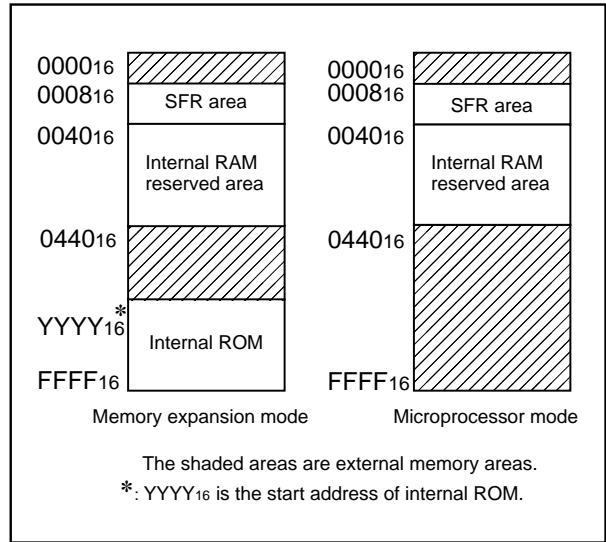 0000₁₆
0008₁₆
SFR area
0040₁₆
Internal RAM
reserved area
0440₁₆
YYYY₁₆*
Internal ROM
FFFF₁₆
Memory expansion mode
0000₁₆
0008₁₆
SFR area
0040₁₆
Internal RAM
reserved area
0440₁₆
FFFF₁₆
Microprocessor mode
The shaded areas are external memory areas.
*: YYYY₁₆ is the start address of internal ROM.